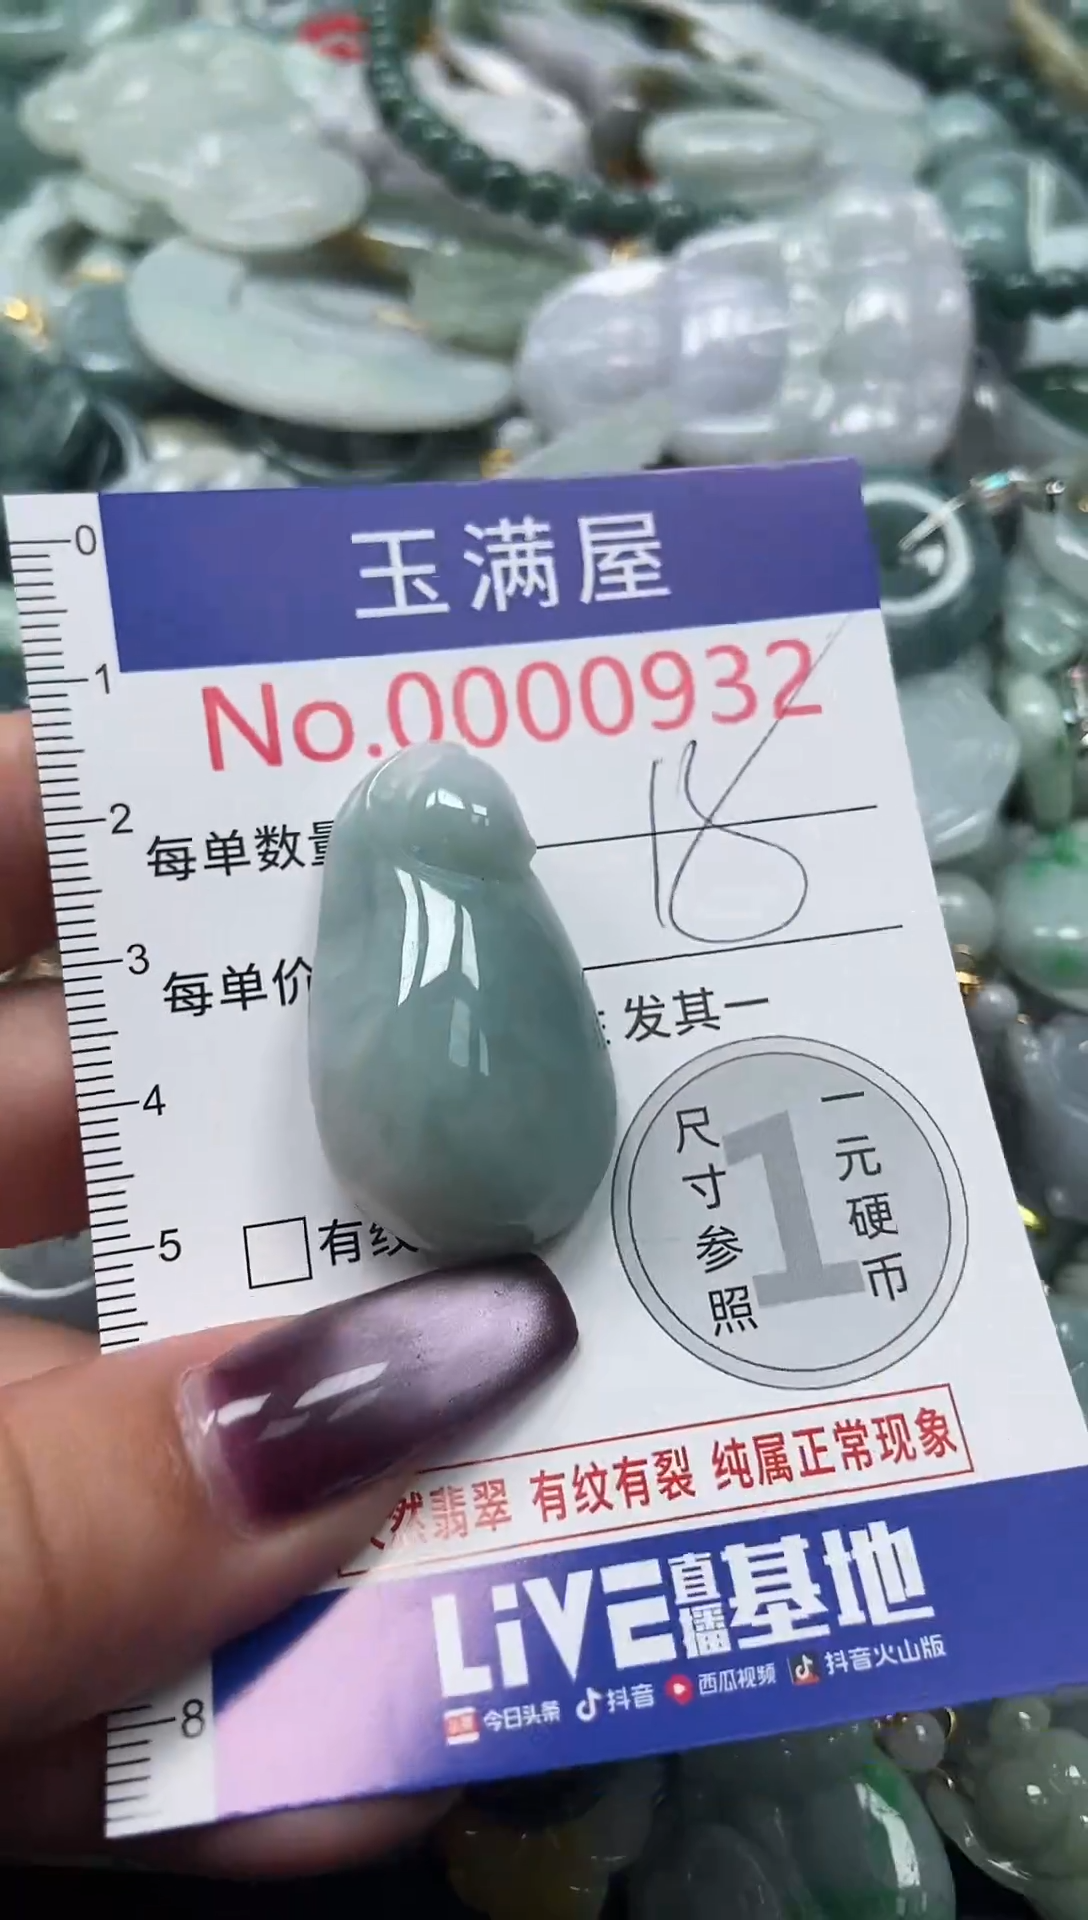 玉满屋
No.0000932
每单数量
18
每单价
发其一
0
1
2
3
4
5
8
有纹
尺寸参照
1
一元硬币
然翡翠 有纹有裂 纯属正常现象
LiVE直播基地
今日头条 抖音 西瓜视频 抖音火山版